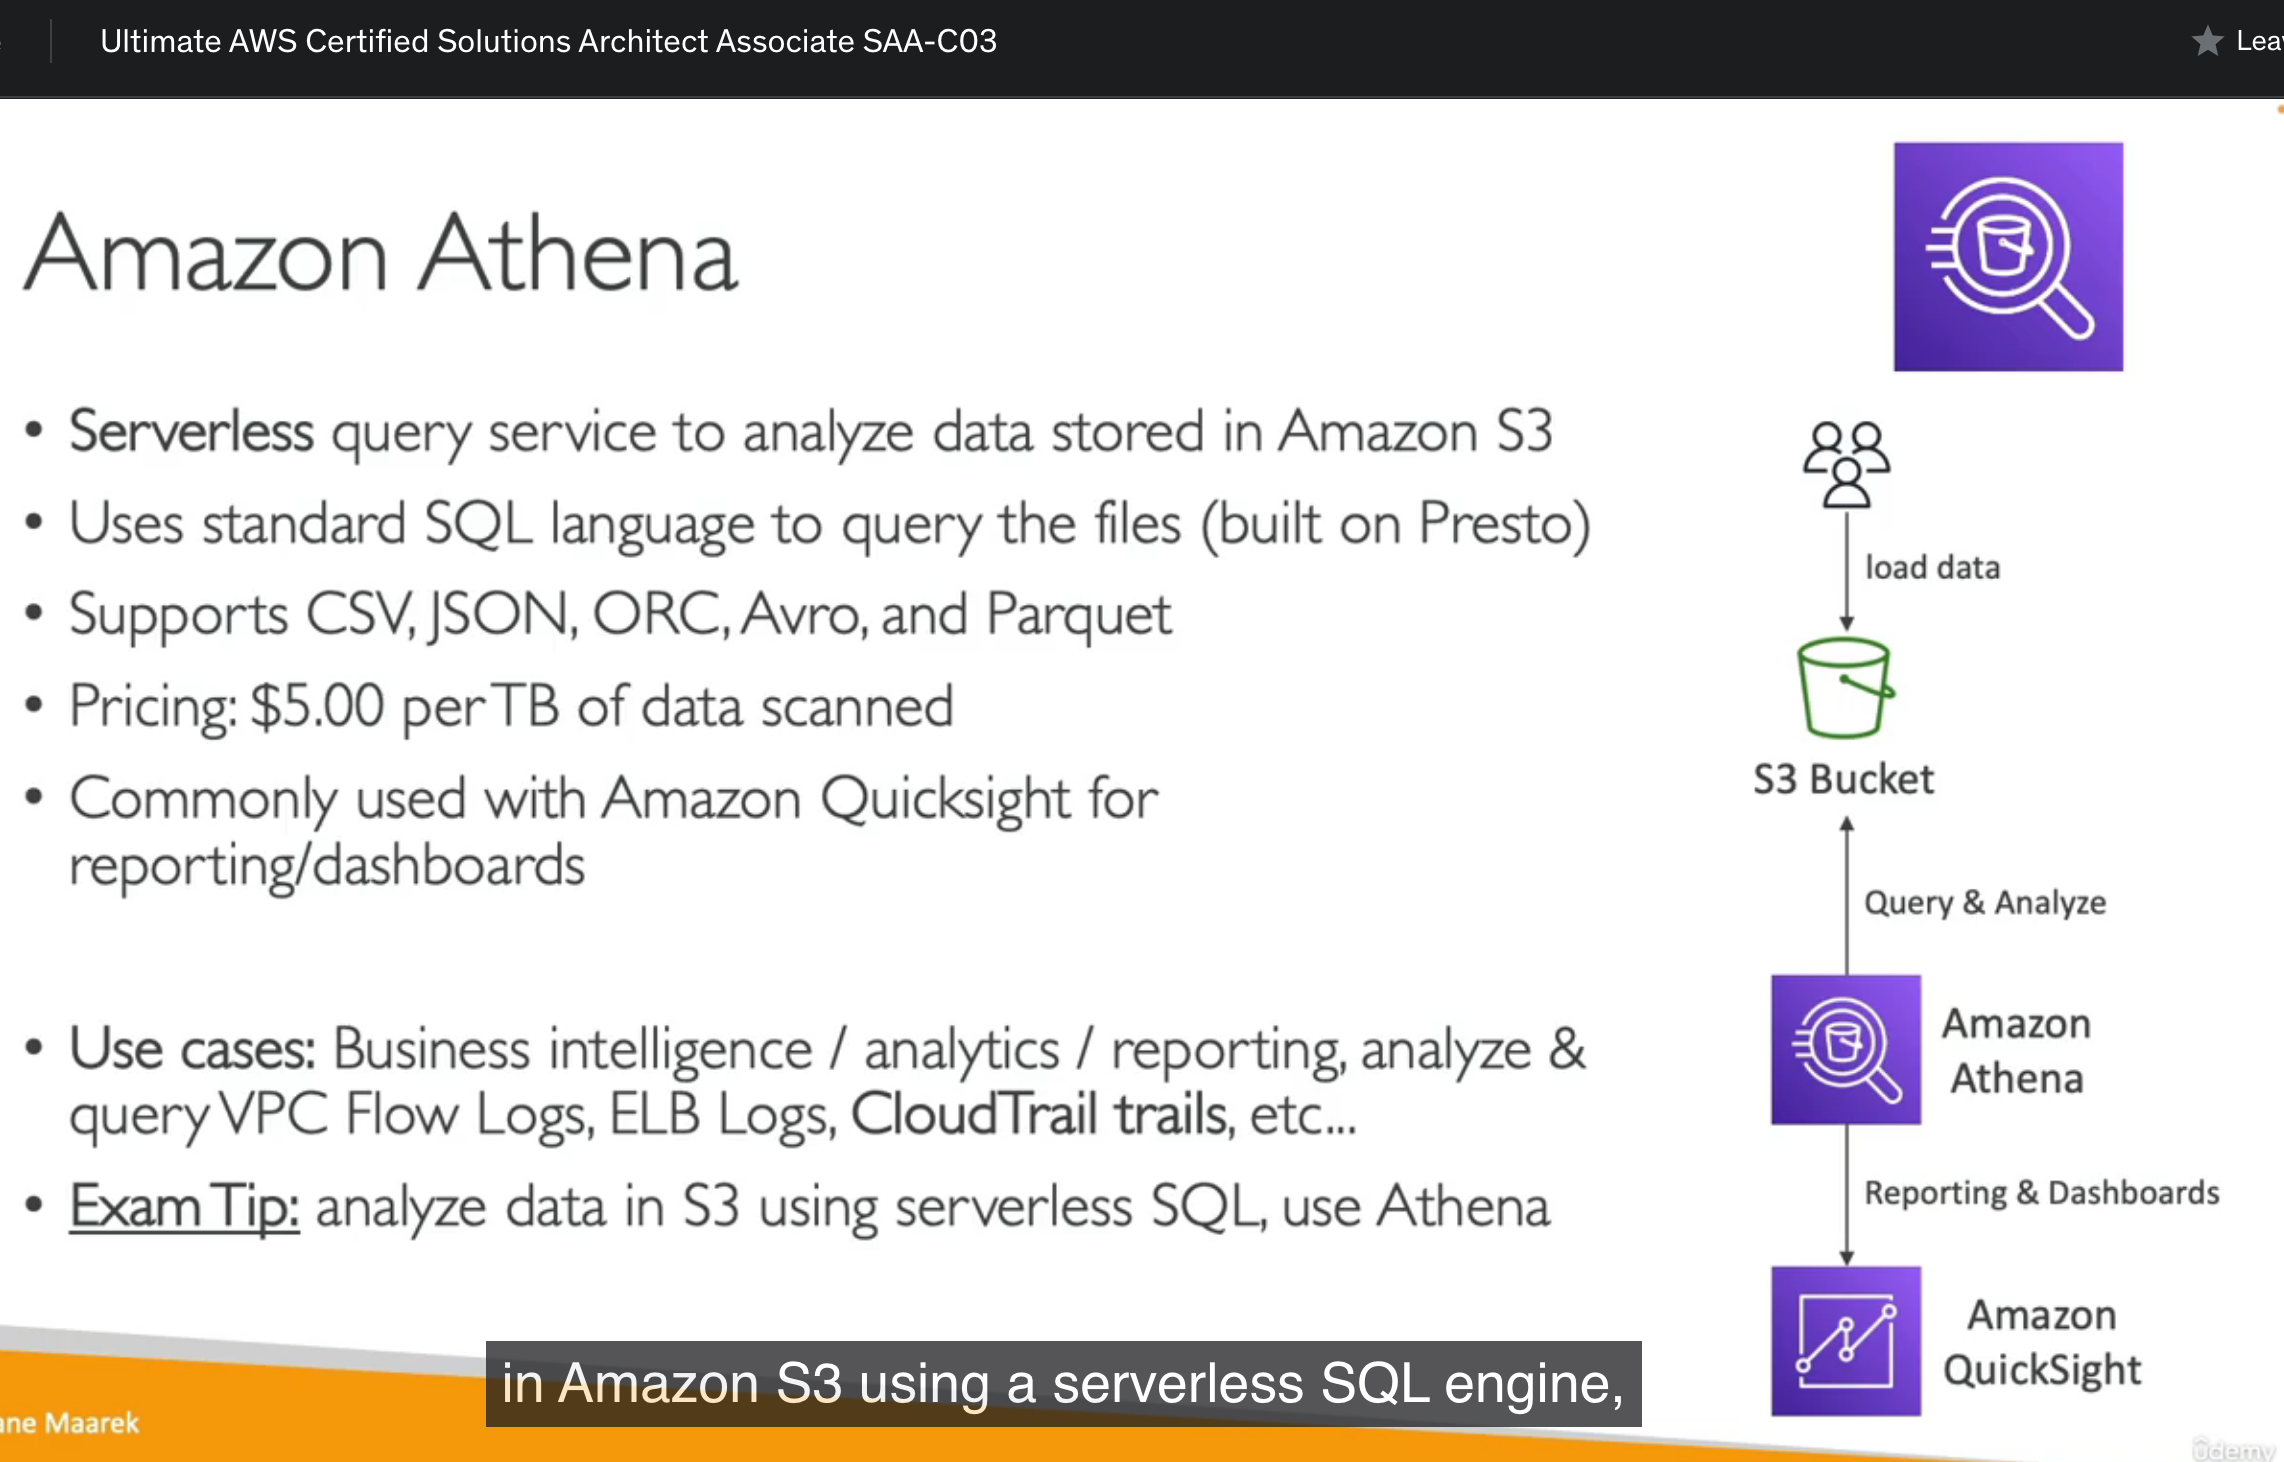 Ultimate AWS Certified Solutions Architect Associate SAA-C03
Amazon Athena
• Serverless query service to analyze data stored in Amazon S3
• Uses standard SQL language to query the files (built on Presto)
• Supports CSV, JSON, ORC, Avro, and Parquet
• Pricing: $5.00 per TB of data scanned
• Commonly used with Amazon Quicksight for
reporting/dashboards
• Use cases: Business intelligence / analytics / reporting, analyze &
query VPC Flow Logs, ELB Logs, CloudTrail trails, etc...
• Exam Tip: analyze data in S3 using serverless SQL, use Athena
load data
S3 Bucket
Query & Analyze
Amazon
Athena
Reporting & Dashboards
Amazon
QuickSight
in Amazon S3 using a serverless SQL engine,
Maarek
udemy